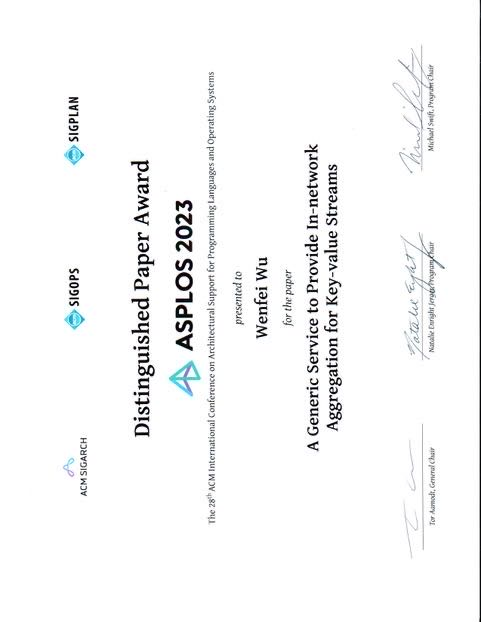 ACM SIGARCH
SIGOPS
SIGPLAN
Distinguished Paper Award
ASPLOS 2023
The 28th ACM International Conference on Architectural Support for Programming Languages and Operating Systems
presented to
Wenfei Wu
for the paper
A Generic Service to Provide In-network
Aggregation for Key-value Streams
Tor Aamodt, General Chair
Natalie Enright Jerger, Program Chair
Michael Swift, Program Chair